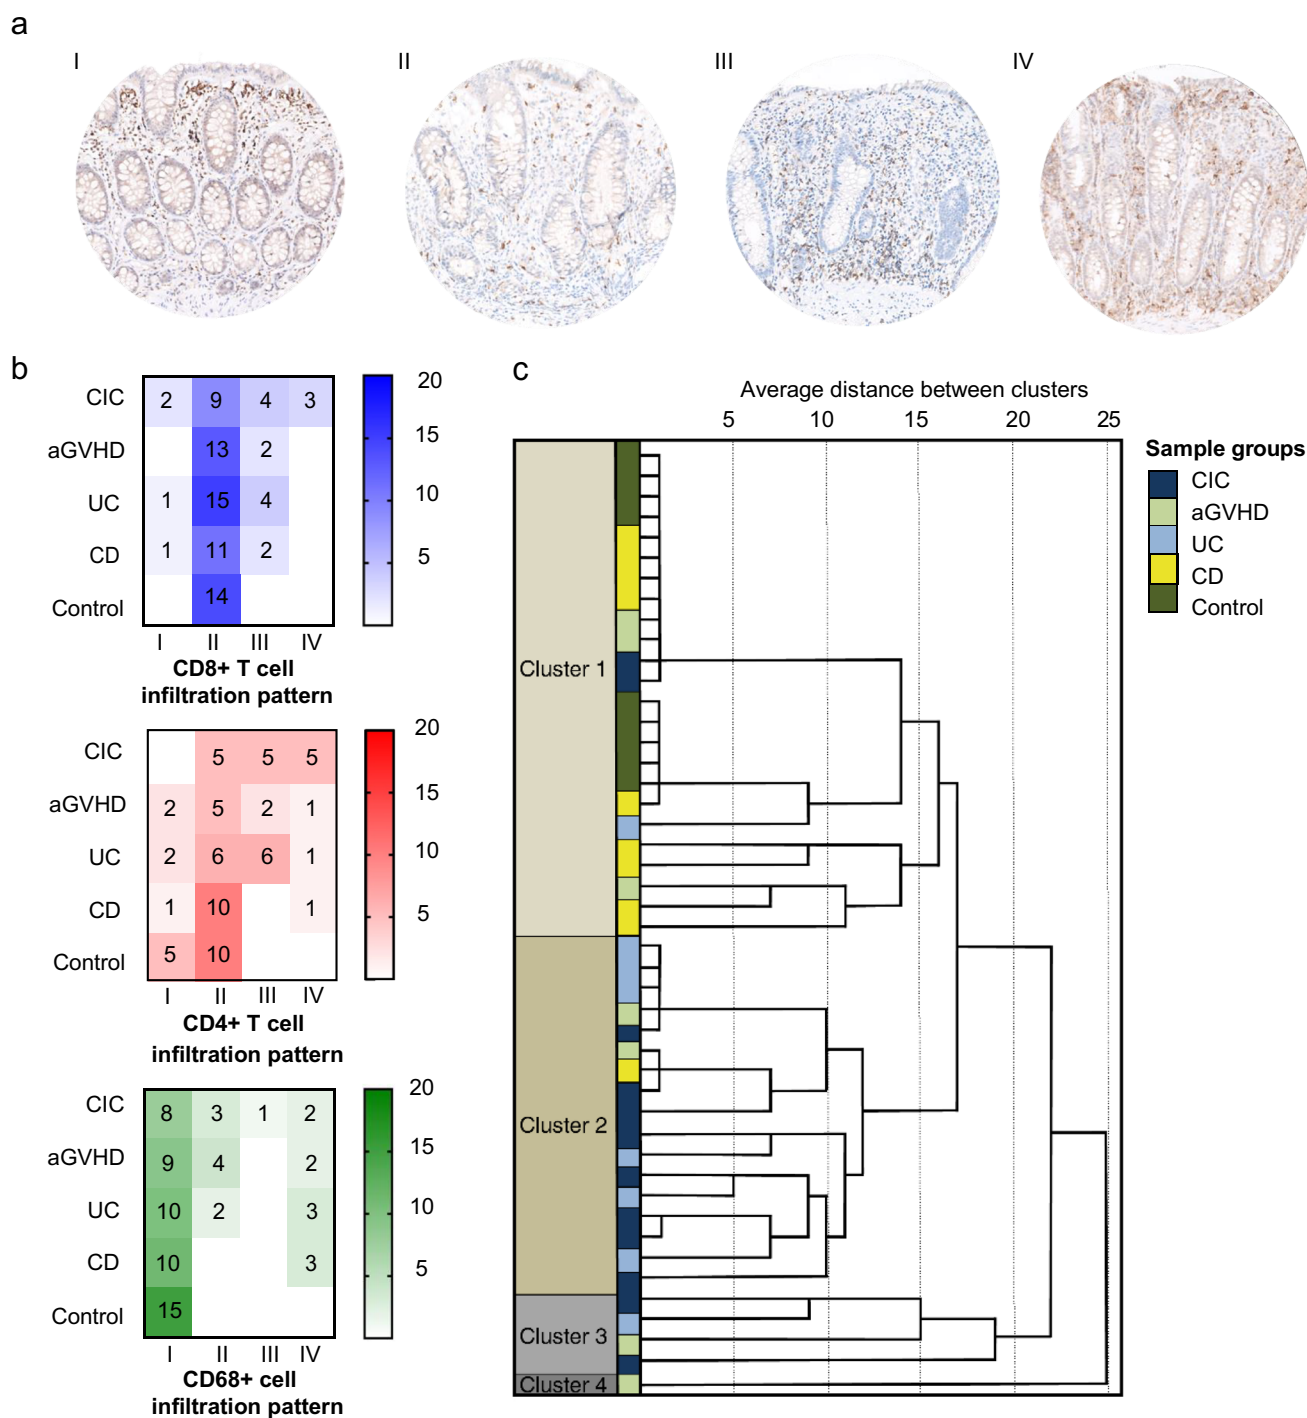 a
I II III IV
b
CIC 2 9 4 3
aGVHD 13 2
UC 1 15 4
CD 1 11 2
Control 14
I II III IV
CD8+ T cell
infiltration pattern
20
15
10
5
CIC 5 5 5
aGVHD 2 5 2 1
UC 2 6 6 1
CD 1 10 1
Control 5 10
I II III IV
CD4+ T cell
infiltration pattern
20
15
10
5
CIC 8 3 1 2
aGVHD 9 4 2
UC 10 2 3
CD 10 3
Control 15
I II III IV
CD68+ cell
infiltration pattern
20
15
10
5
c
Average distance between clusters
5 10 15 20 25
Cluster 1
Cluster 2
Cluster 3
Cluster 4
Sample groups
CIC
aGVHD
UC
CD
Control